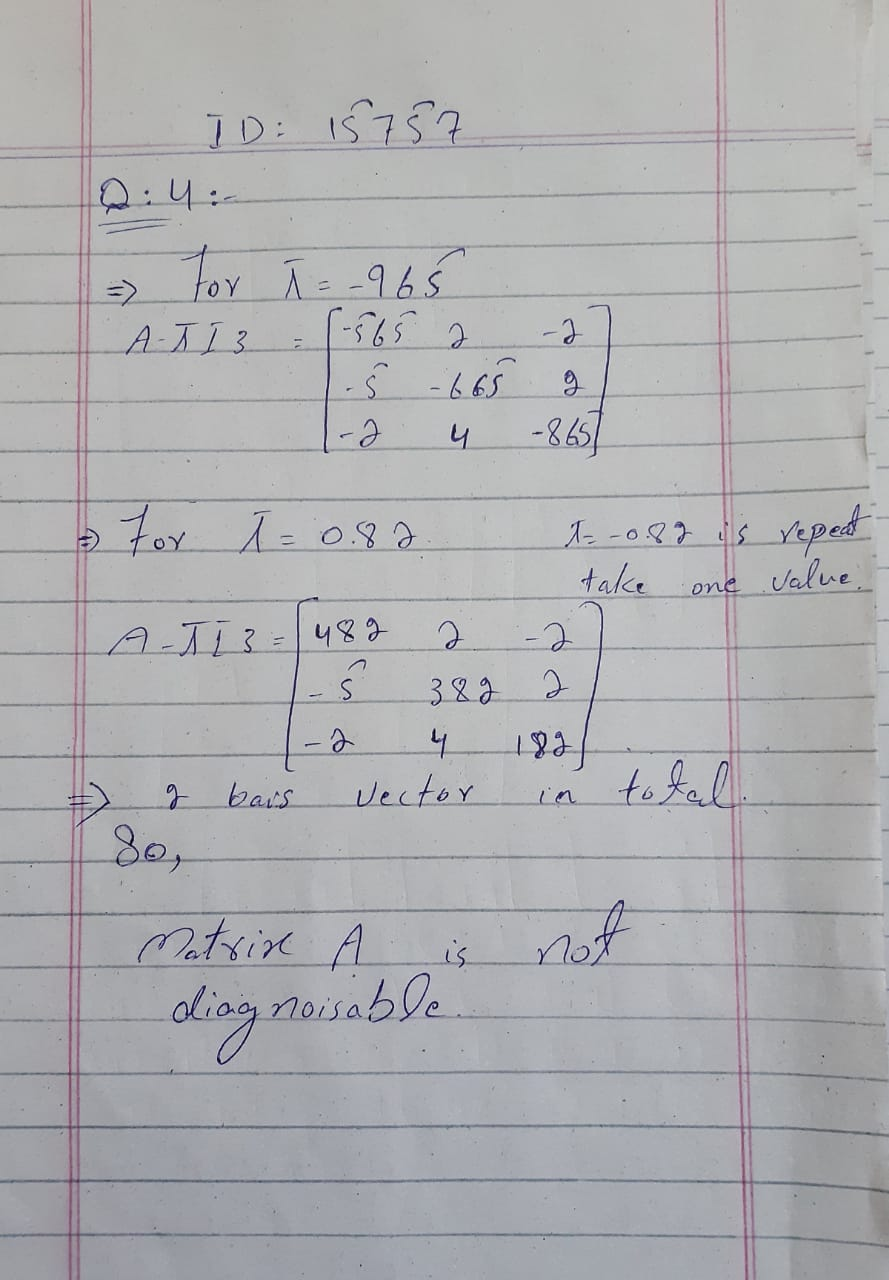 ID: 15757
Q:4:-
⇒ For λ = -965
A-λI3 = [-565 2 -2
-5 -665 2
-2 4 -865]
⇒ For λ = 0.82 λ= -0.82 is repeat
take one value.
A-λI3 = [482 2 -2
-5 382 2
-2 4 182]
⇒ 2 bais vector in total.
So,
Matrix A is not
diagnoisable.